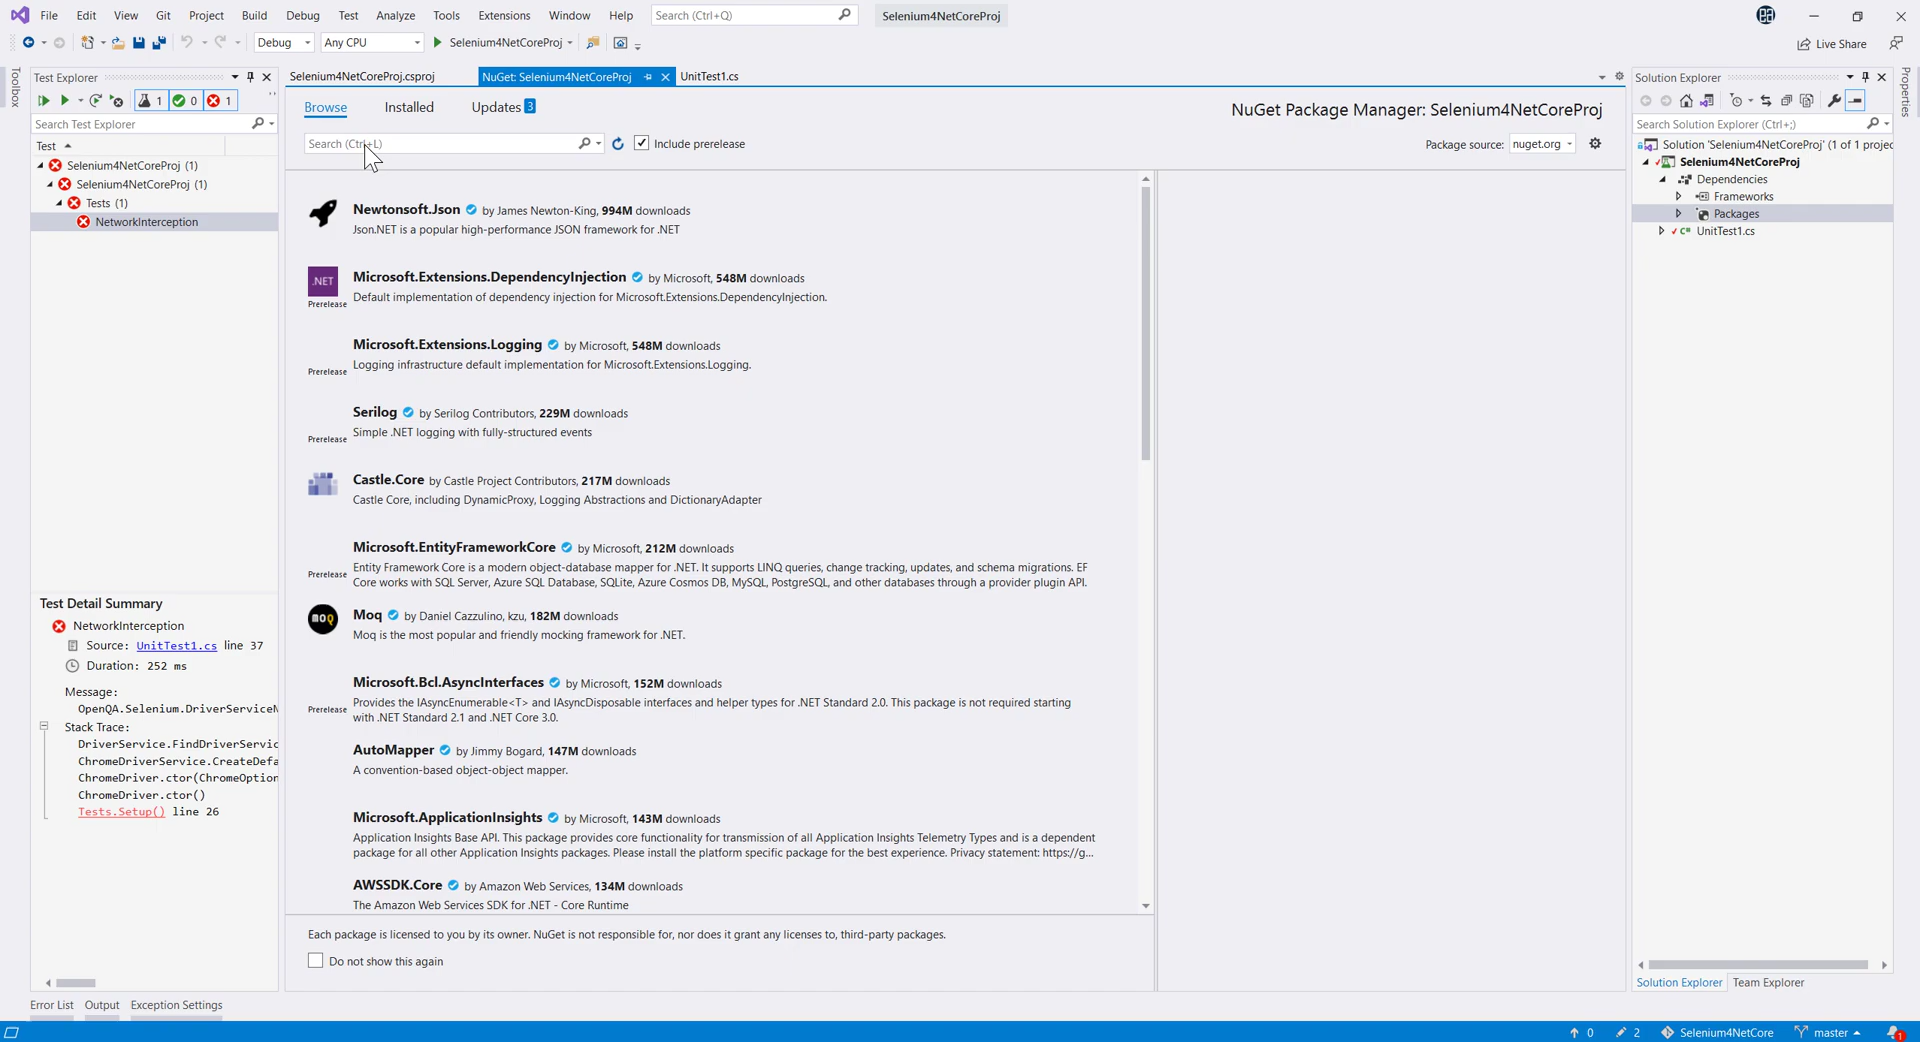 File Edit View Git Project Build Debug Test Analyze Tools Extensions Window Help Search (Ctrl+Q) Selenium4NetCoreProj
Debug Any CPU Selenium4NetCoreProj Live Share
Toolbox
Test Explorer
1 0 1
Search Test Explorer
Test
Selenium4NetCoreProj (1)
Selenium4NetCoreProj (1)
Tests (1)
NetworkInterception
Test Detail Summary
NetworkInterception
Source: UnitTest1.cs line 37
Duration: 252 ms
Message:
OpenQA.Selenium.DriverServiceN
Stack Trace:
DriverService.FindDriverServic
ChromeDriverService.CreateDefa
ChromeDriver.ctor(ChromeOption
ChromeDriver.ctor()
Tests.Setup() line 26
Selenium4NetCoreProj.csproj NuGet: Selenium4NetCoreProj UnitTest1.cs
Browse Installed Updates 3
NuGet Package Manager: Selenium4NetCoreProj
Search (Ctrl+L) Include prerelease
Package source: nuget.org
Newtonsoft.Json by James Newton-King, 994M downloads
Json.NET is a popular high-performance JSON framework for .NET
.NET
Prerelease
Microsoft.Extensions.DependencyInjection by Microsoft, 548M downloads
Default implementation of dependency injection for Microsoft.Extensions.DependencyInjection.
Microsoft.Extensions.Logging by Microsoft, 548M downloads
Logging infrastructure default implementation for Microsoft.Extensions.Logging.
Prerelease
Serilog by Serilog Contributors, 229M downloads
Simple .NET logging with fully-structured events
Prerelease
Castle.Core by Castle Project Contributors, 217M downloads
Castle Core, including DynamicProxy, Logging Abstractions and DictionaryAdapter
Microsoft.EntityFrameworkCore by Microsoft, 212M downloads
Entity Framework Core is a modern object-database mapper for .NET. It supports LINQ queries, change tracking, updates, and schema migrations. EF
Prerelease
Core works with SQL Server, Azure SQL Database, SQLite, Azure Cosmos DB, MySQL, PostgreSQL, and other databases through a provider plugin API.
MOQ
Moq by Daniel Cazzulino, kzu, 182M downloads
Moq is the most popular and friendly mocking framework for .NET.
Microsoft.Bcl.AsyncInterfaces by Microsoft, 152M downloads
Provides the IAsyncEnumerable<T> and IAsyncDisposable interfaces and helper types for .NET Standard 2.0. This package is not required starting
Prerelease
with .NET Standard 2.1 and .NET Core 3.0.
AutoMapper by Jimmy Bogard, 147M downloads
A convention-based object-object mapper.
Microsoft.ApplicationInsights by Microsoft, 143M downloads
Application Insights Base API. This package provides core functionality for transmission of all Application Insights Telemetry Types and is a dependent
package for all other Application Insights packages. Please install the platform specific package for the best experience. Privacy statement: https://g...
AWSSDK.Core by Amazon Web Services, 134M downloads
The Amazon Web Services SDK for .NET - Core Runtime
Each package is licensed to you by its owner. NuGet is not responsible for, nor does it grant any licenses to, third-party packages.
Do not show this again
Solution Explorer
Search Solution Explorer (Ctrl+;)
Solution 'Selenium4NetCoreProj' (1 of 1 projec
Selenium4NetCoreProj
Dependencies
Frameworks
Packages
C# UnitTest1.cs
Solution Explorer Team Explorer
Properties
Error List Output Exception Settings
0 2 Selenium4NetCore master 1